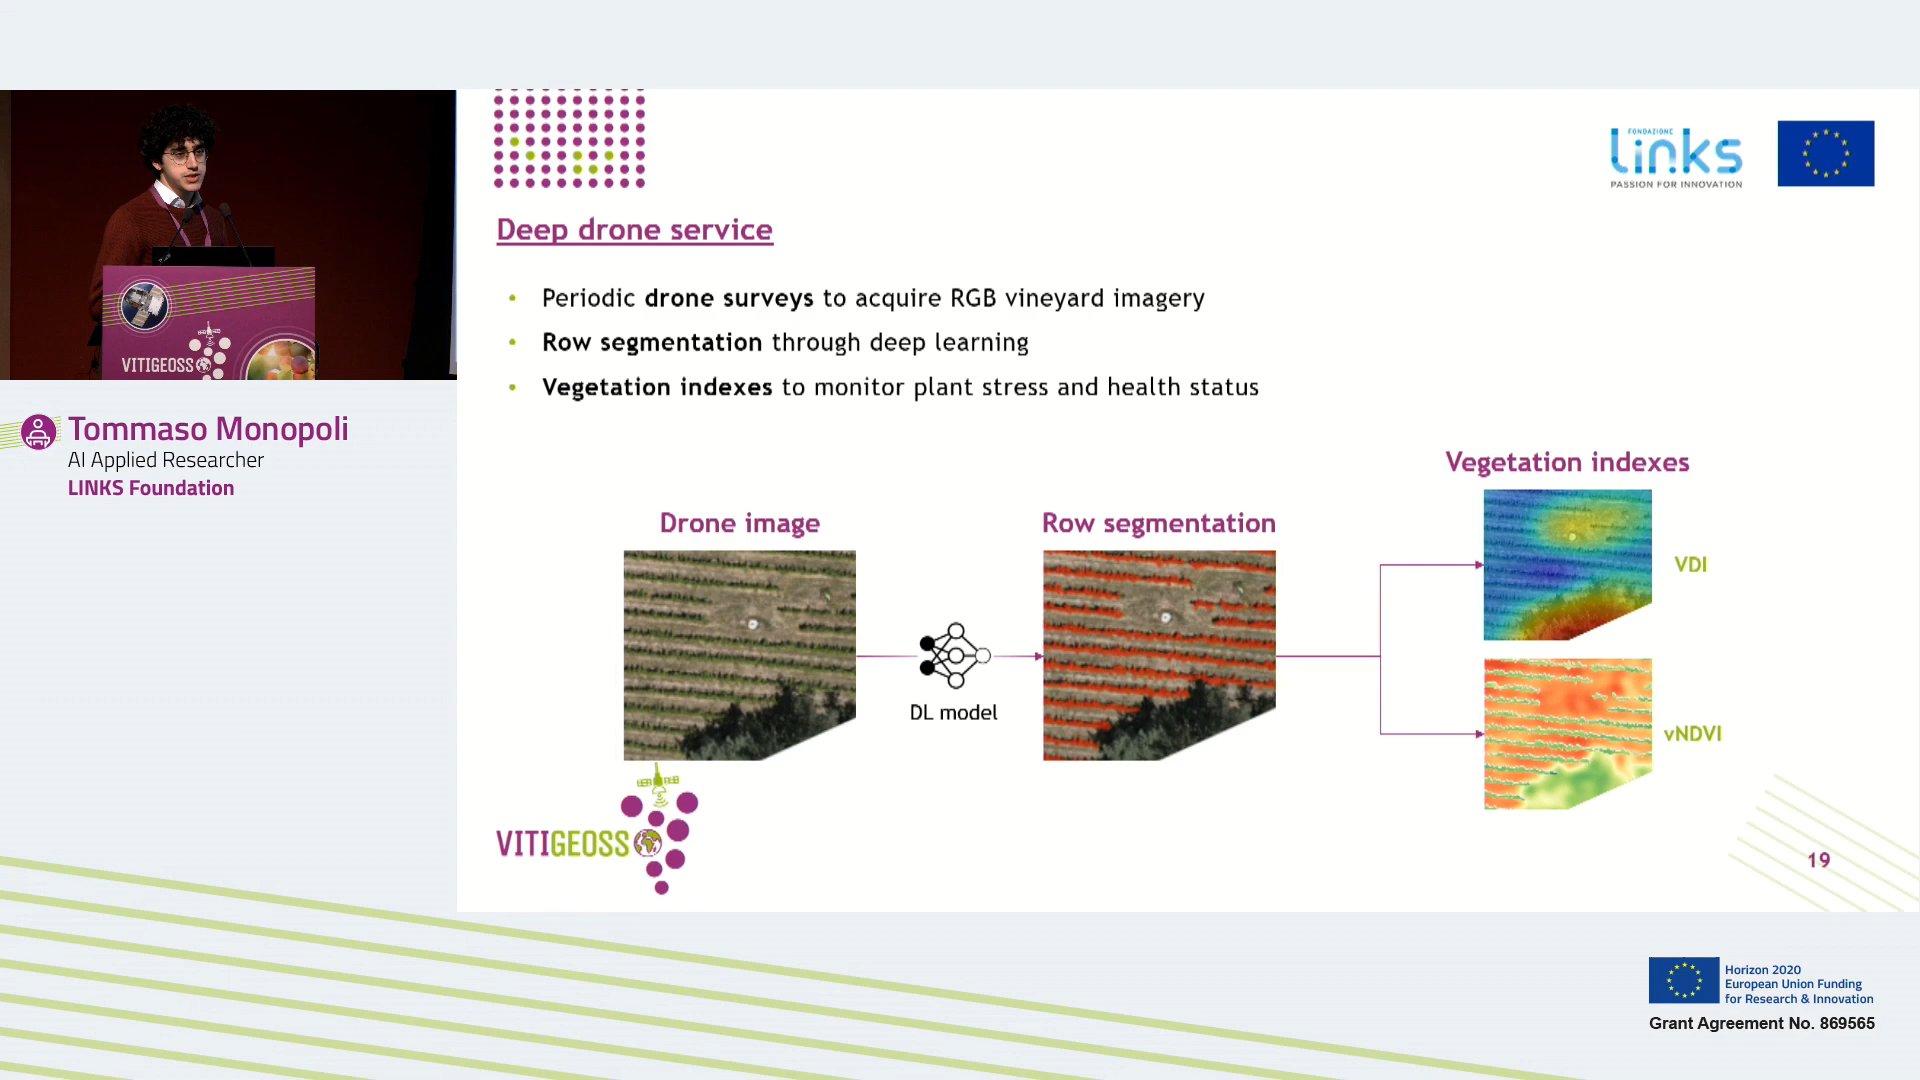 VITIGEOSS
Tommaso Monopoli
AI Applied Researcher
LINKS Foundation
FONDAZIONE
links
PASSION FOR INNOVATION
Deep drone service
• Periodic drone surveys to acquire RGB vineyard imagery
• Row segmentation through deep learning
• Vegetation indexes to monitor plant stress and health status
Drone image
DL model
Row segmentation
Vegetation indexes
VDI
vNDVI
VITIGEOSS
19
Horizon 2020
European Union Funding
for Research & Innovation
Grant Agreement No. 869565